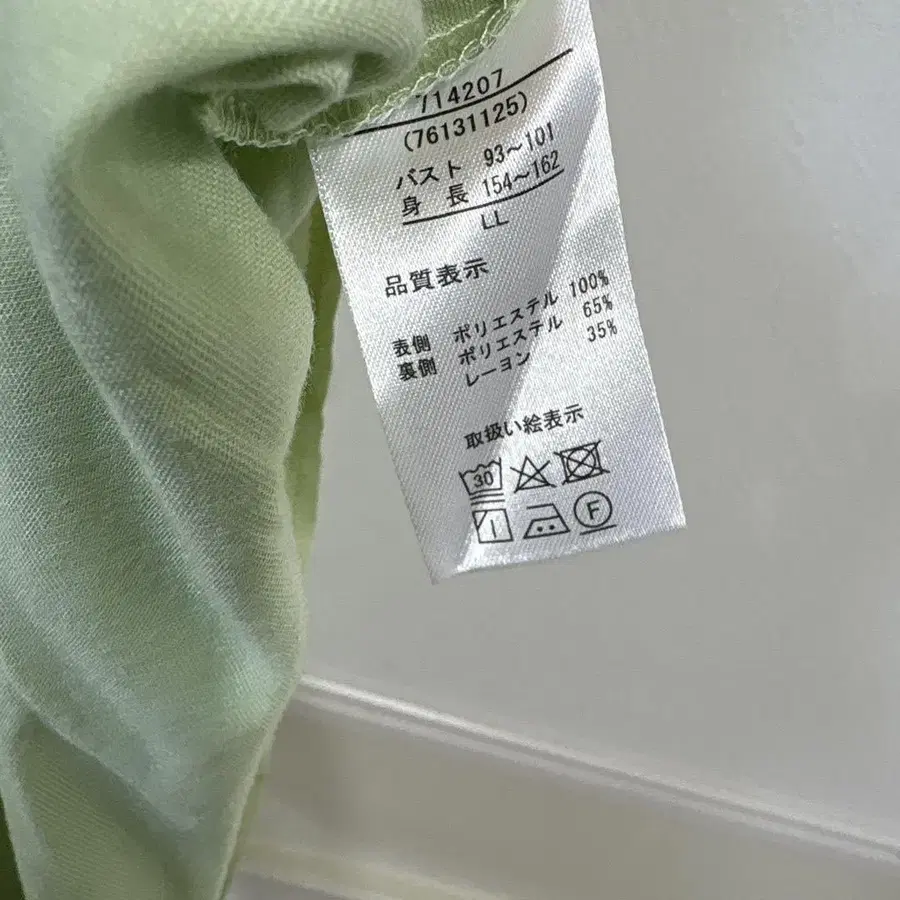 714207
(76131125)
バスト 93～101
身長 154～162
LL
品質表示
表側 ポリエステル 100%
裏側 ポリエステル 65%
レーヨン 35%
取扱い絵表示
30
F